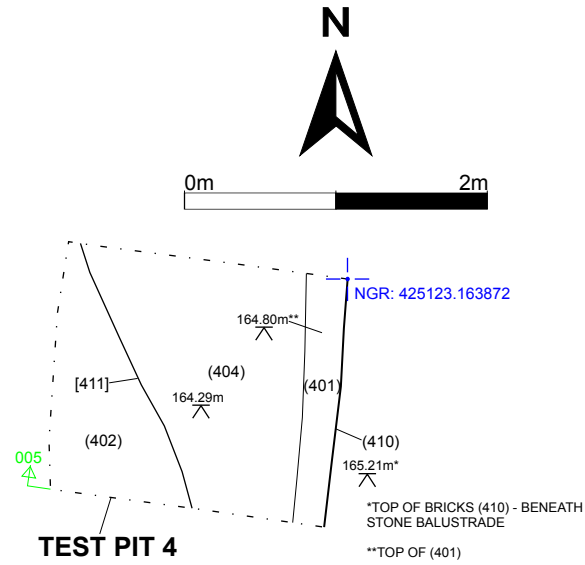 N
0m 2m
NGR: 425123.163872
164.80m**
(404)
(401)
[411]
164.29m
(402)
(410)
005
165.21m*
*TOP OF BRICKS (410) - BENEATH
STONE BALUSTRADE
TEST PIT 4
**TOP OF (401)